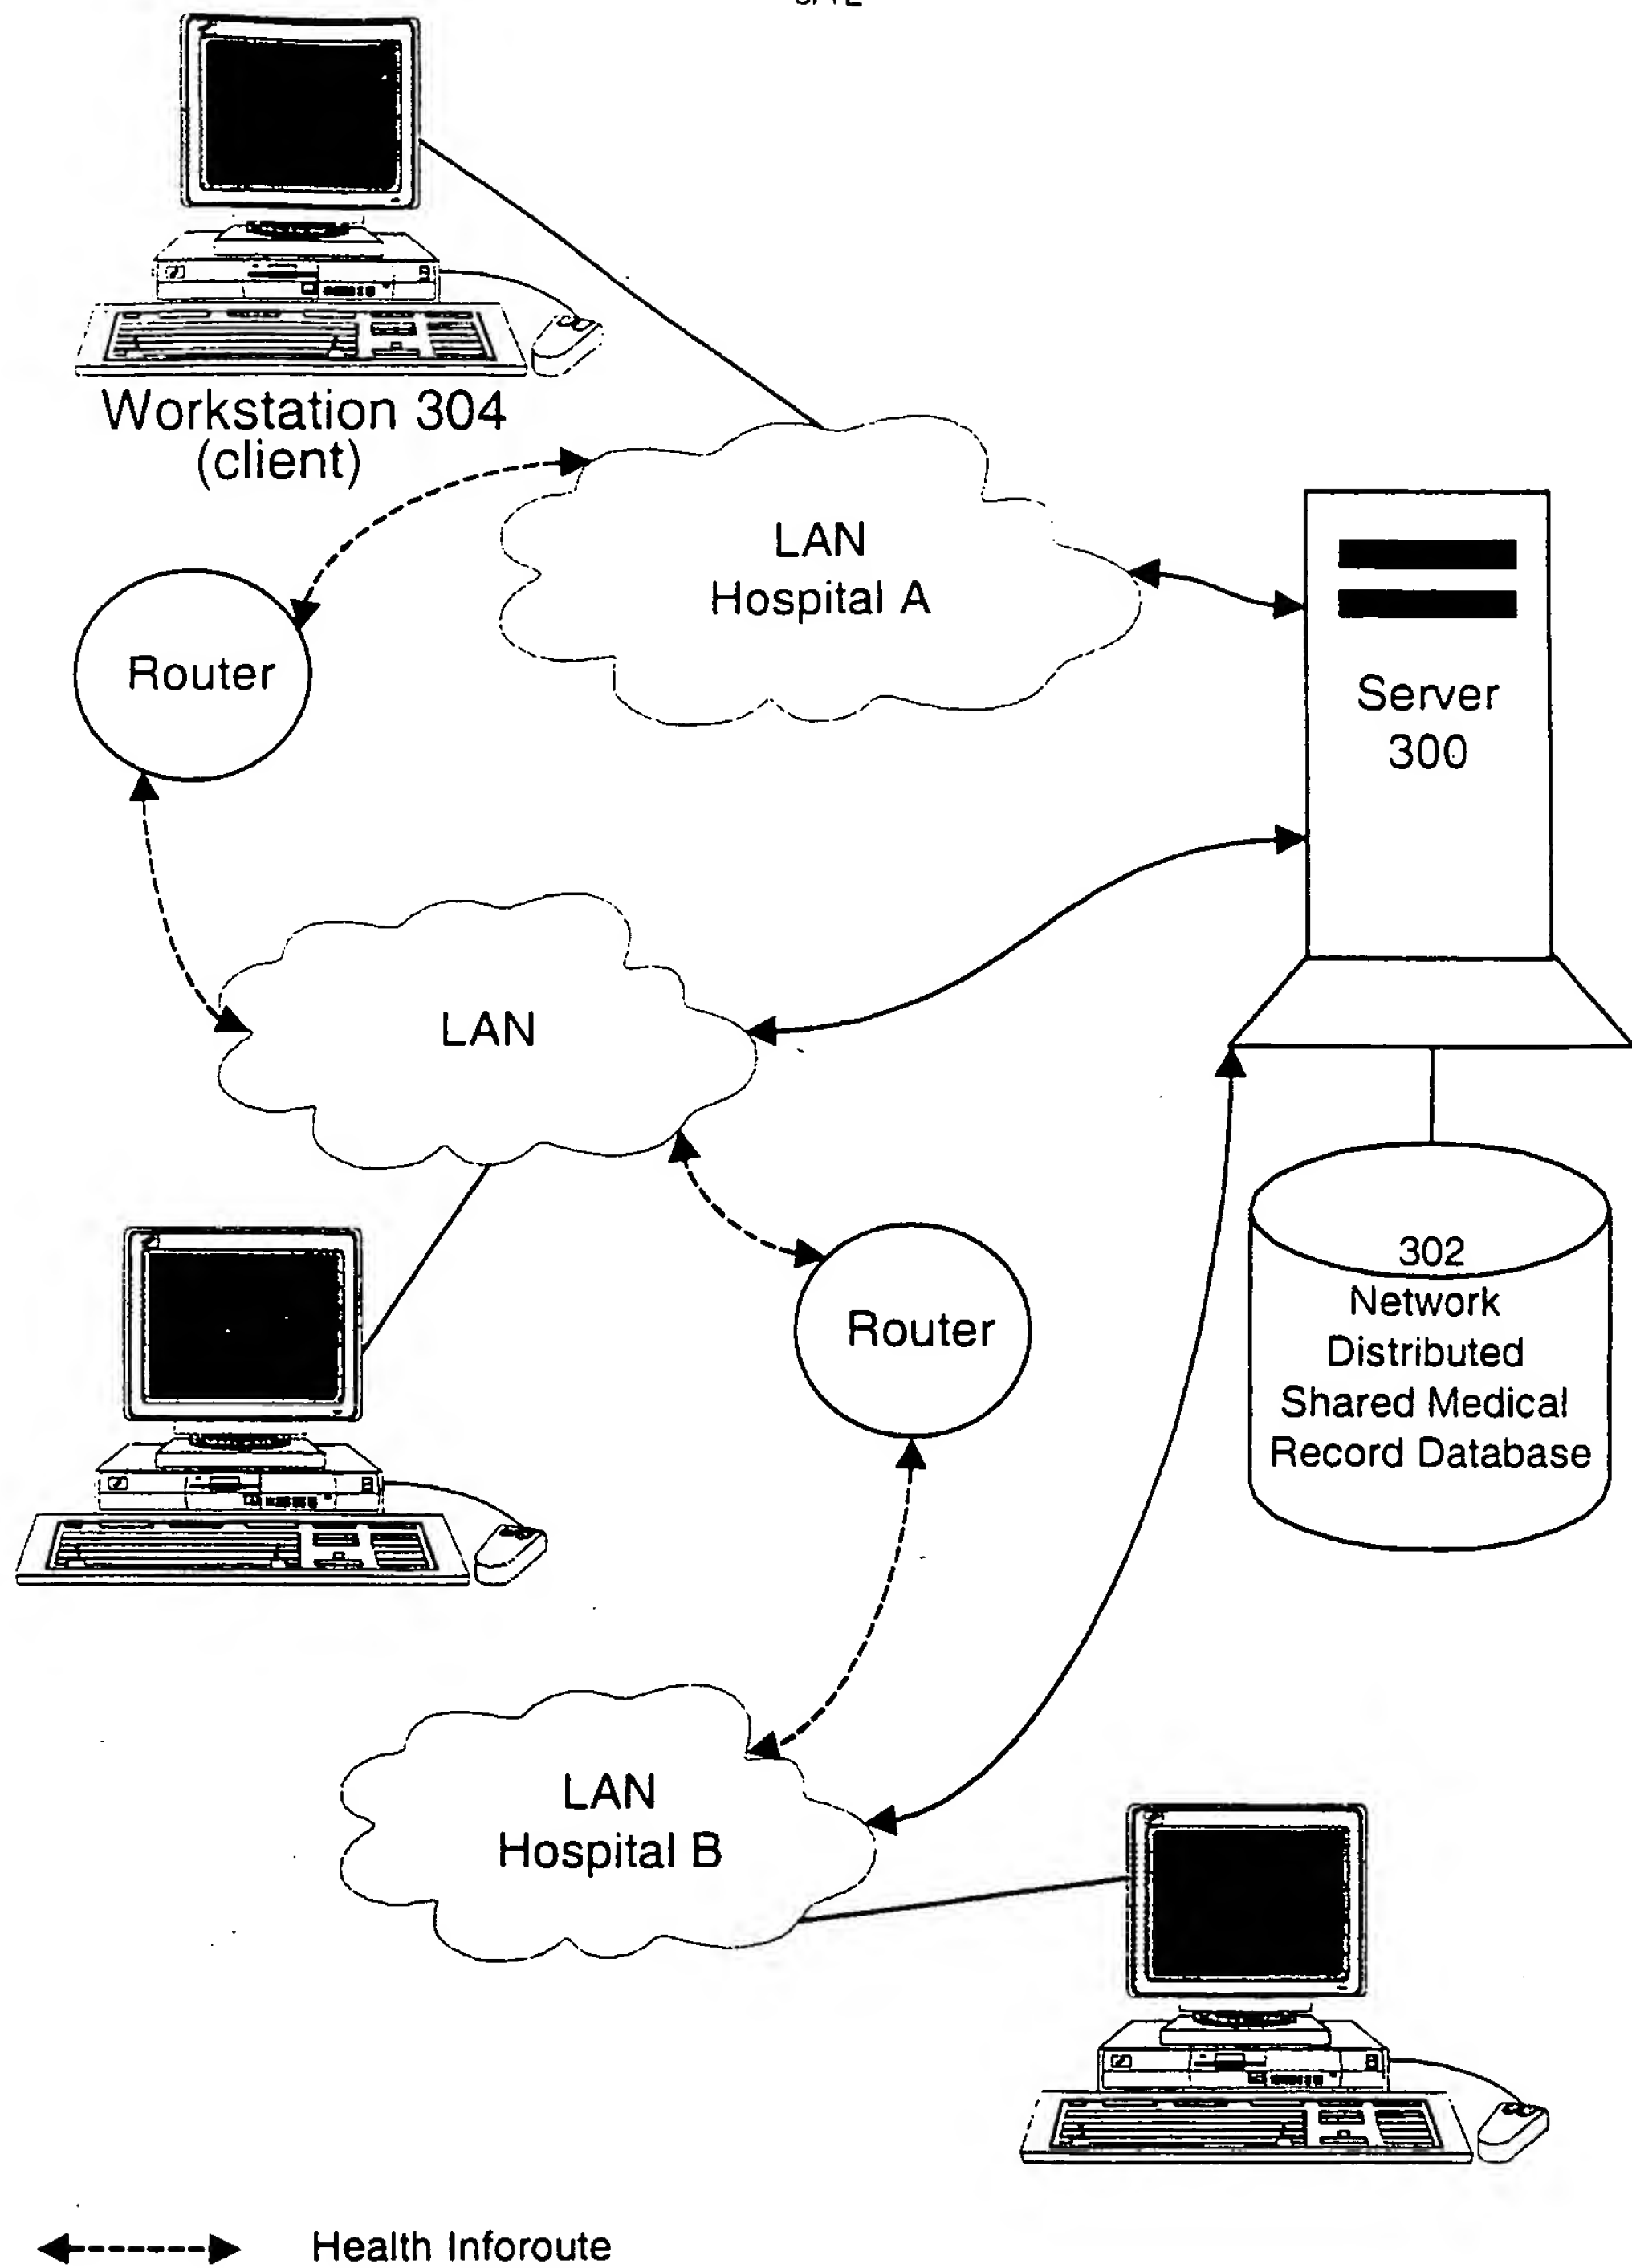 Workstation 304
(client)
LAN
Hospital A
Router
Server
300
LAN
Router
302
Network
Distributed
Shared Medical
Record Database
LAN
Hospital B
Health Inforoute